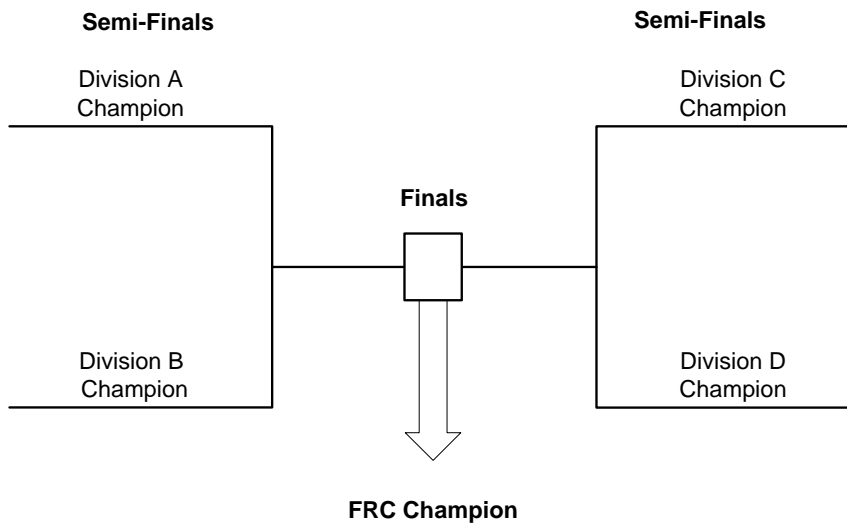 Semi-Finals
Semi-Finals
Division A
Champion
Division C
Champion
Finals
Division B
Champion
Division D
Champion
FRC Champion